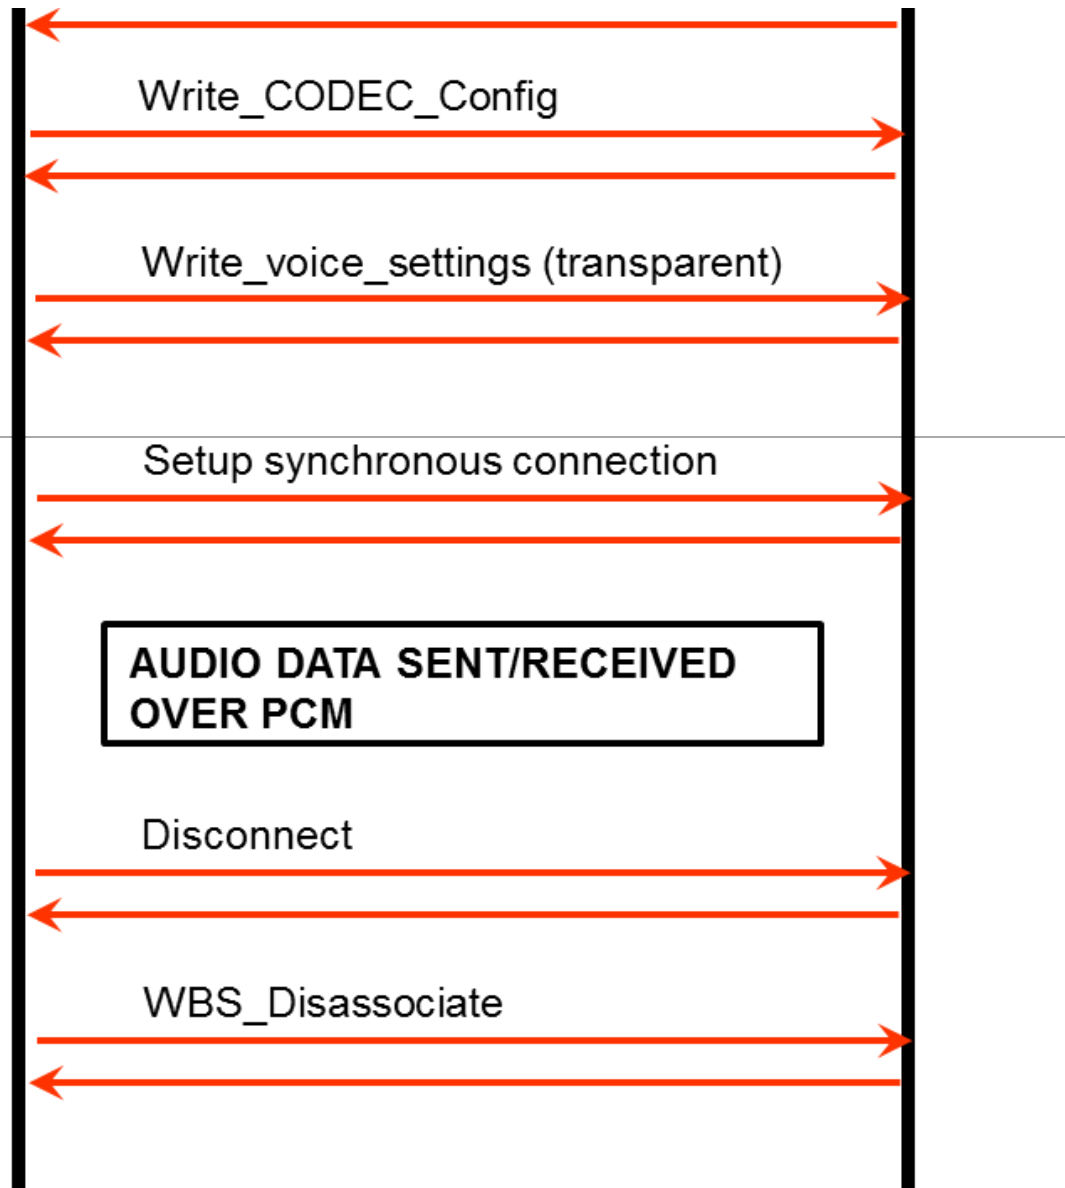 Write_CODEC_Config
Write_voice_settings (transparent)
Setup synchronous connection
AUDIO DATA SENT/RECEIVED
OVER PCM
Disconnect
WBS_Disassociate